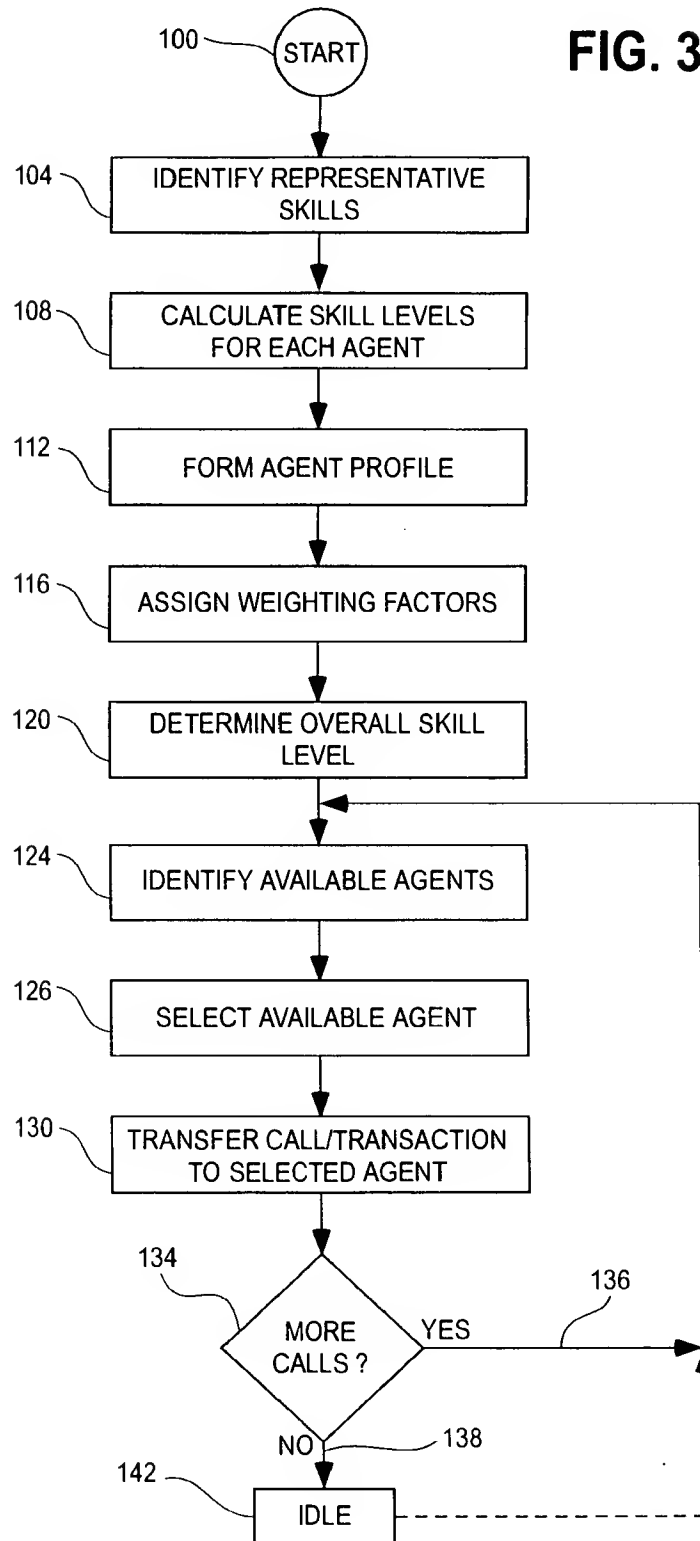 FIG. 3
100
START
104
IDENTIFY REPRESENTATIVE
SKILLS
108
CALCULATE SKILL LEVELS
FOR EACH AGENT
112
FORM AGENT PROFILE
116
ASSIGN WEIGHTING FACTORS
120
DETERMINE OVERALL SKILL
LEVEL
124
IDENTIFY AVAILABLE AGENTS
126
SELECT AVAILABLE AGENT
130
TRANSFER CALL/TRANSACTION
TO SELECTED AGENT
134
MORE
CALLS ?
YES
136
NO
138
142
IDLE